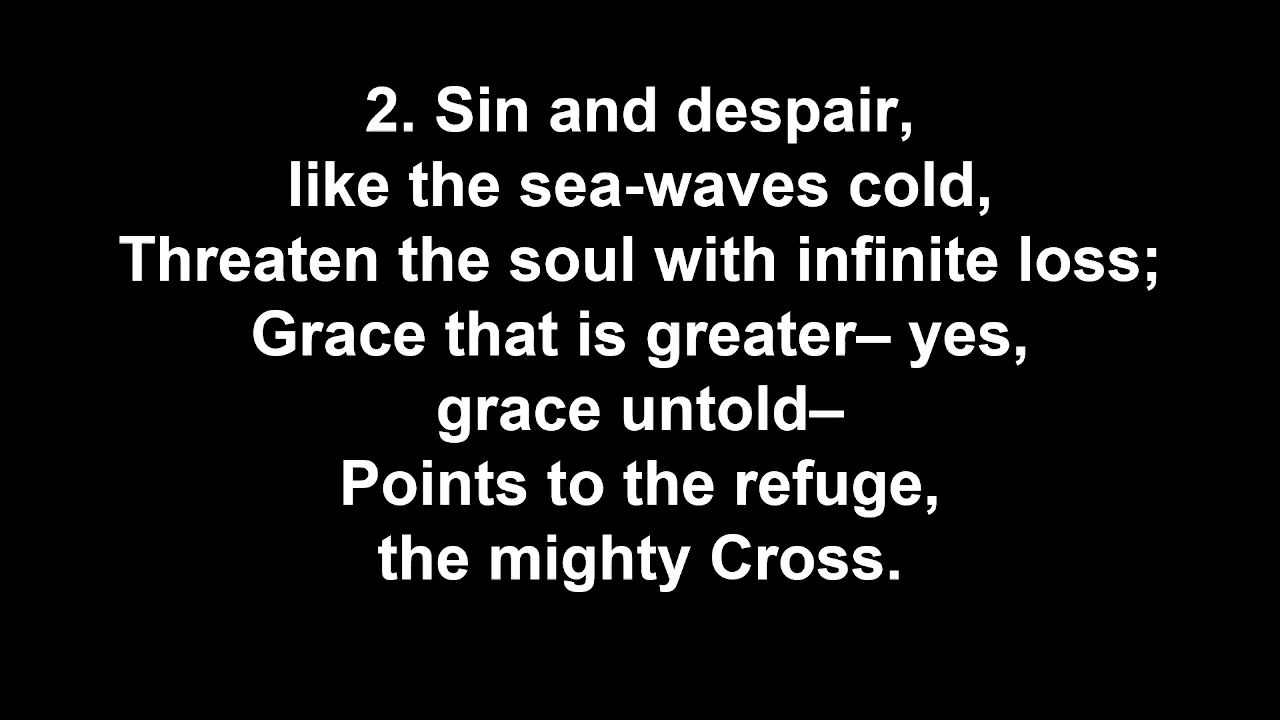 2. Sin and despair,
like the sea-waves cold,
Threaten the soul with infinite loss;
Grace that is greater– yes,
grace untold–
Points to the refuge,
the mighty Cross.